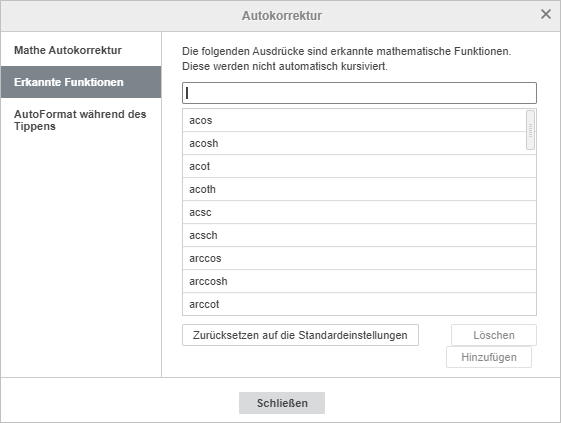 Autokorrektur
Mathe Autokorrektur
Erkannte Funktionen
AutoFormat während des
Tippens
Die folgenden Ausdrücke sind erkannte mathematische Funktionen.
Diese werden nicht automatisch kursiviert.
acos
acosh
acot
acoth
acsc
acsch
arccos
arccosh
arccot
Zurücksetzen auf die Standardeinstellungen
Löschen
Hinzufügen
Schließen